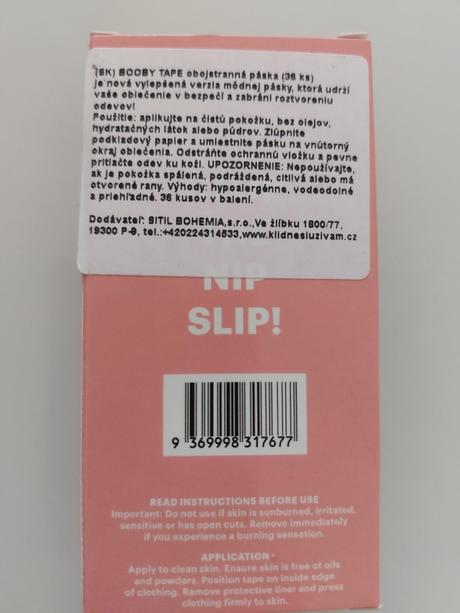 (SK) BOOBY TAPE obojstranná páska (36 ks)
je nová vylepšená verzia módnej pásky, ktorá udrží
vaše oblečenie v bezpečí a zabráni roztvoreniu
odevov!
Použitie: aplikujte na čistú pokožku, bez olejov,
hydratačných látok alebo púdrov. Zlúpnite
podkladový papier a umiestnite pásku na vnútorný
okraj oblečenia. Odstráňte ochrannú vložku a pevne
pritlačte odev ku koži. UPOZORNENIE: Nepoužívajte,
ak je pokožka spálená, podráždená, citlivá alebo má
otvorené rany. Výhody: hypoalergénne, vodeodolné
a priehľadné. 36 kusov v balení.
Dodávateľ: SITIL BOHEMIA,s.r.o.,Ve žlíbku 1800/77,
19300 P-9, tel.:+420224314533,www.klidnesiuzivam.cz
NIP
SLIP!
9 369998 317677
READ INSTRUCTIONS BEFORE USE
Important: Do not use if skin is sunburned, irritated,
sensitive or has open cuts. Remove immediately
if you experience a burning sensation.
APPLICATION
Apply to clean skin. Ensure skin is free of oils
and powders. Position tape on inside edge
of clothing. Remove protective liner and press
clothing firmly to skin.